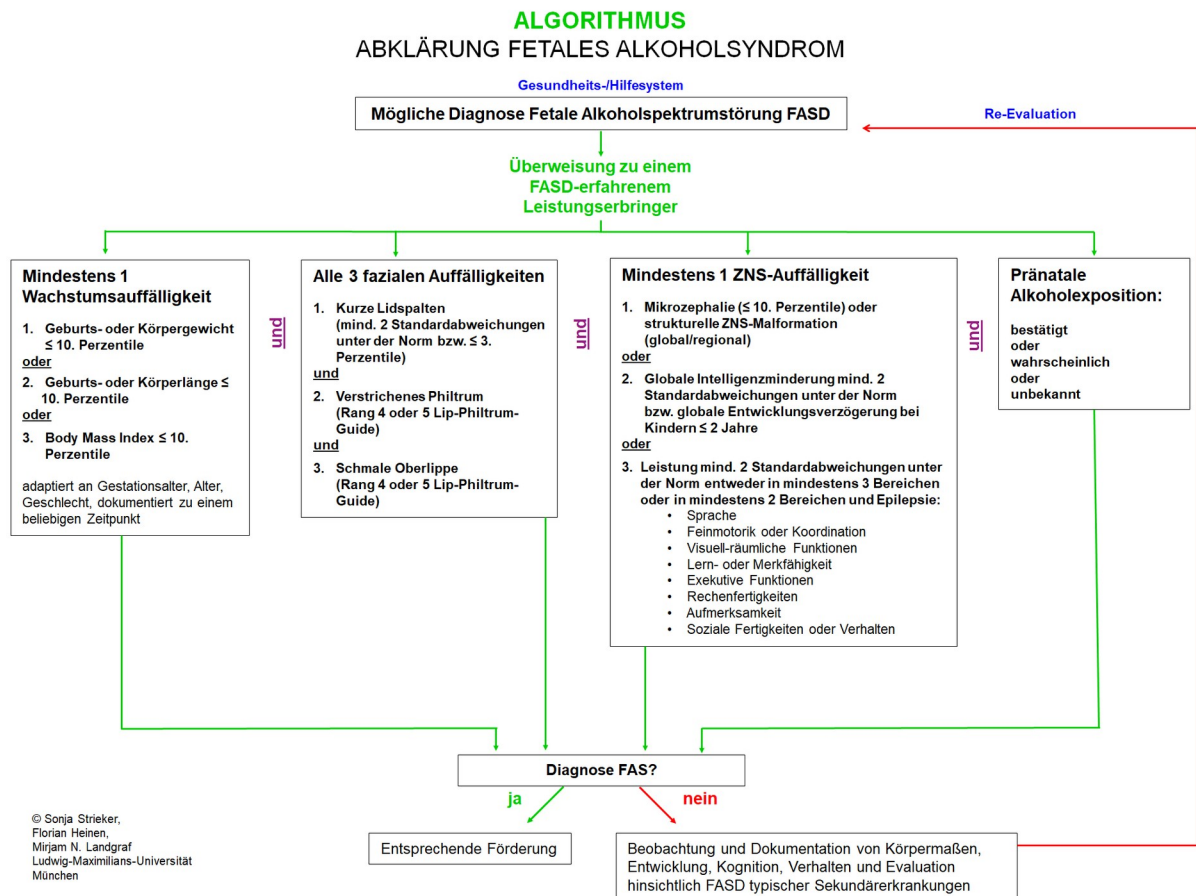 ALGORITHMUS
ABKLÄRUNG FETALES ALKOHOLSYNDROM
Gesundheits-/Hilfesystem
Mögliche Diagnose Fetale Alkoholspektrumstörung FASD
Re-Evaluation
Überweisung zu einem
FASD-erfahrenem
Leistungserbringer
Mindestens 1
Wachstumsauffälligkeit
1. Geburts- oder Körpergewicht
≤ 10. Perzentile
oder
2. Geburts- oder Körperlänge ≤
10. Perzentile
oder
3. Body Mass Index ≤ 10.
Perzentile
adaptiert an Gestationsalter, Alter,
Geschlecht, dokumentiert zu einem
beliebigen Zeitpunkt
und
Alle 3 fazialen Auffälligkeiten
1. Kurze Lidspalten
(mind. 2 Standardabweichungen
unter der Norm bzw. ≤ 3.
Perzentile)
und
2. Verstrichenes Philtrum
(Rang 4 oder 5 Lip-Philtrum-
Guide)
und
3. Schmale Oberlippe
(Rang 4 oder 5 Lip-Philtrum-
Guide)
und
Mindestens 1 ZNS-Auffälligkeit
1. Mikrozephalie (≤ 10. Perzentile) oder
strukturelle ZNS-Malformation
(global/regional)
oder
2. Globale Intelligenzminderung mind. 2
Standardabweichungen unter der Norm
bzw. globale Entwicklungsverzögerung bei
Kindern ≤ 2 Jahre
oder
3. Leistung mind. 2 Standardabweichungen unter
der Norm entweder in mindestens 3 Bereichen
oder in mindestens 2 Bereichen und Epilepsie:
• Sprache
• Feinmotorik oder Koordination
• Visuell-räumliche Funktionen
• Lern- oder Merkfähigkeit
• Exekutive Funktionen
• Rechenfertigkeiten
• Aufmerksamkeit
• Soziale Fertigkeiten oder Verhalten
und
Pränatale
Alkoholexposition:
bestätigt
oder
wahrscheinlich
oder
unbekannt
Diagnose FAS?
ja
nein
Entsprechende Förderung
Beobachtung und Dokumentation von Körpermaßen,
Entwicklung, Kognition, Verhalten und Evaluation
hinsichtlich FASD typischer Sekundärerkrankungen
© Sonja Strieker,
Florian Heinen,
Mirjam N. Landgraf
Ludwig-Maximilians-Universität
München